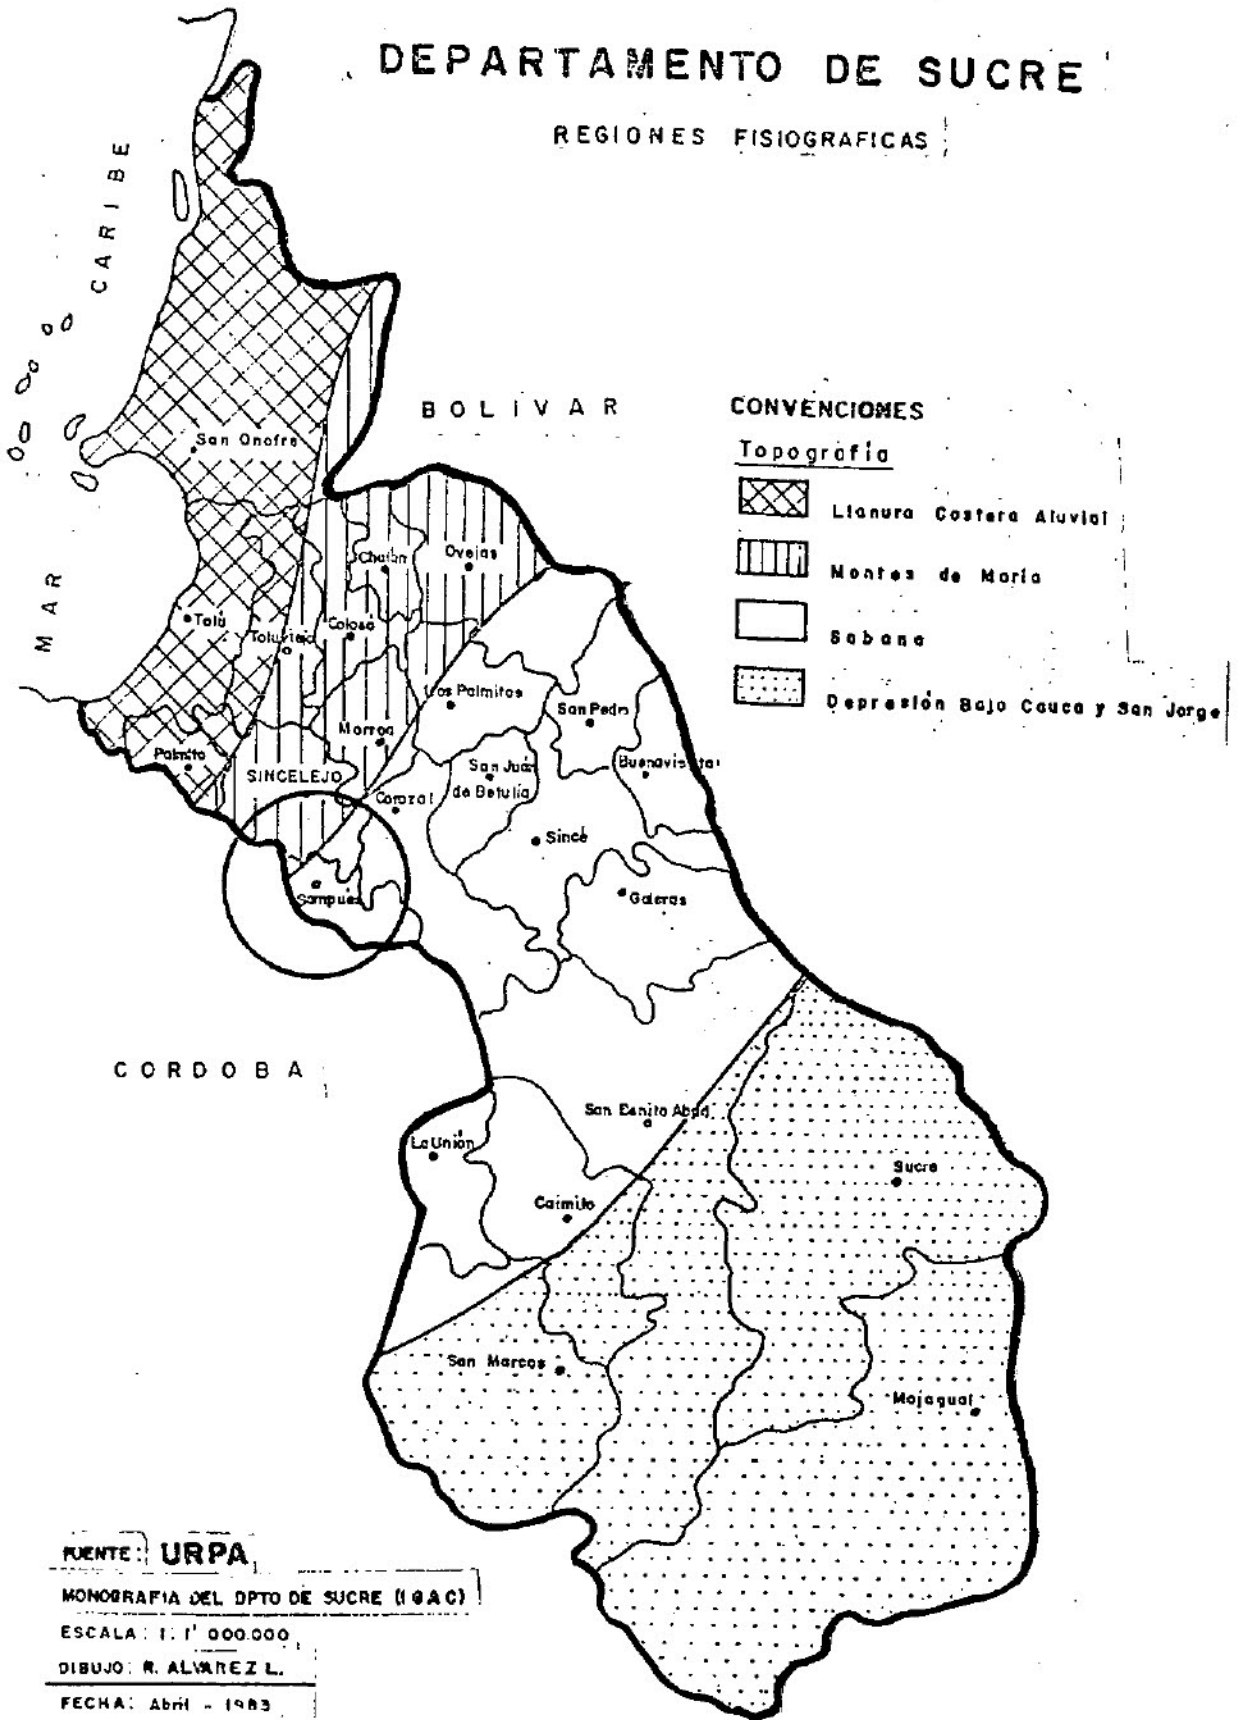 DEPARTAMENTO DE SUCRE
REGIONES FISIOGRAFICAS
MAR CARIBE
BOLIVAR
CONVENCIONES
Topografía
Llanura Costera Aluvial
Montes de María
Sabana
Depresión Bajo Cauca y San Jorge
San Onofre
Chalán
Ovejas
Tolú
Toluviejo
Colosó
Los Palmitos
San Pedro
Morroa
Palmito
SINCELEJO
San Juan
de Betulia
Buenavista
Corozal
Sincé
Sampués
Galeras
CORDOBA
San Benito Abad
La Unión
Sucre
Caimito
San Marcos
Majagual
FUENTE: URPA
MONOGRAFIA DEL DPTO DE SUCRE (IGAC)
ESCALA: 1:1'000.000
DIBUJO: R. ALVAREZ L.
FECHA: Abril - 1983